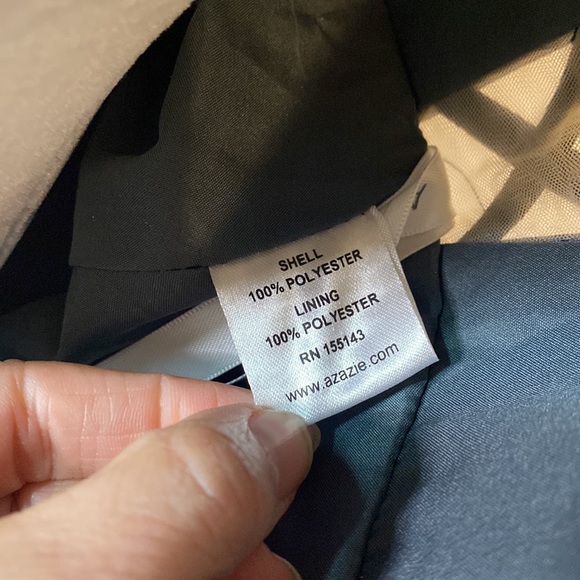 SHELL
100% POLYESTER
LINING
100% POLYESTER
RN 155143
www.azazie.com